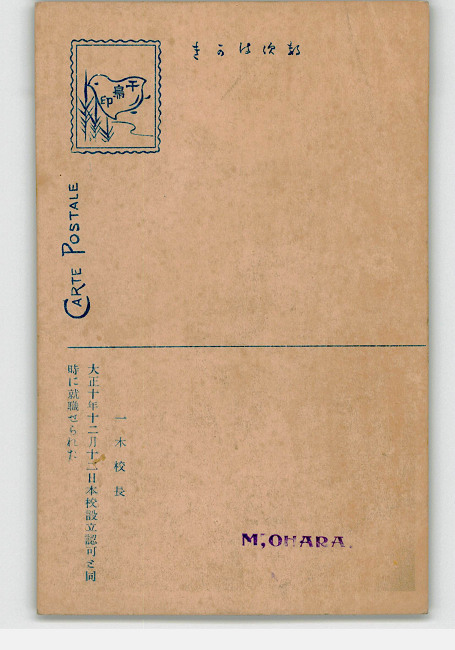 郵便はかき
千鳥印
CARTE POSTALE
一木校長
大正十年十二月十二日本校設立認可と同
時に就職せられた
M,OHARA.